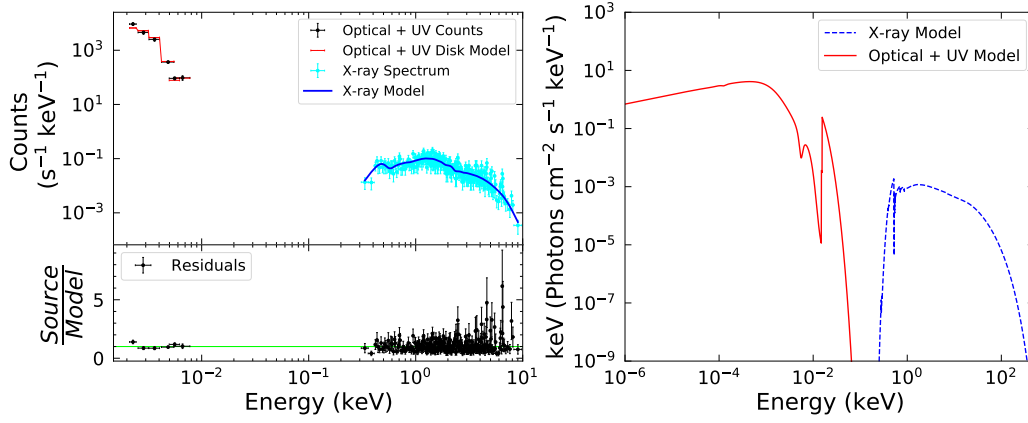 Counts
(s⁻¹ keV⁻¹)
10³
10¹
10⁻¹
10⁻³
Optical + UV Counts
Optical + UV Disk Model
X-ray Spectrum
X-ray Model
Source
Model
5
0
Residuals
10⁻² 10⁻¹ 10⁰ 10¹
Energy (keV)
keV (Photons cm⁻² s⁻¹ keV⁻¹)
10³
10¹
10⁻¹
10⁻³
10⁻⁵
10⁻⁷
10⁻⁹
X-ray Model
Optical + UV Model
10⁻⁶ 10⁻⁴ 10⁻² 10⁰ 10²
Energy (keV)